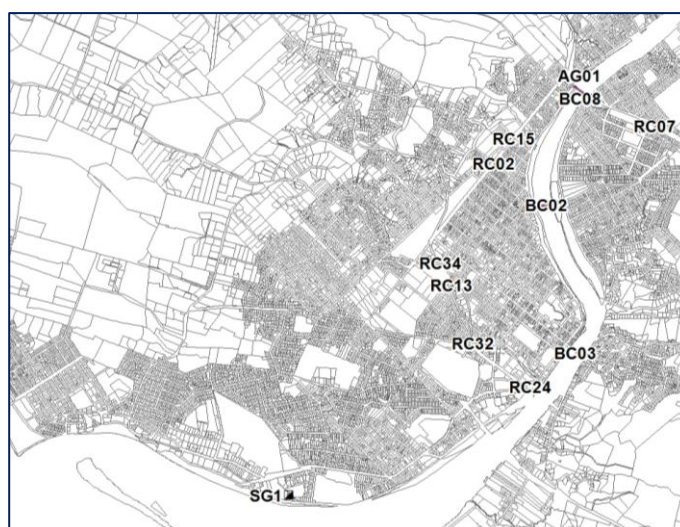 AG01
BC08
RC07
RC15
RC02
BC02
RC34
RC13
RC32
BC03
RC24
SG1